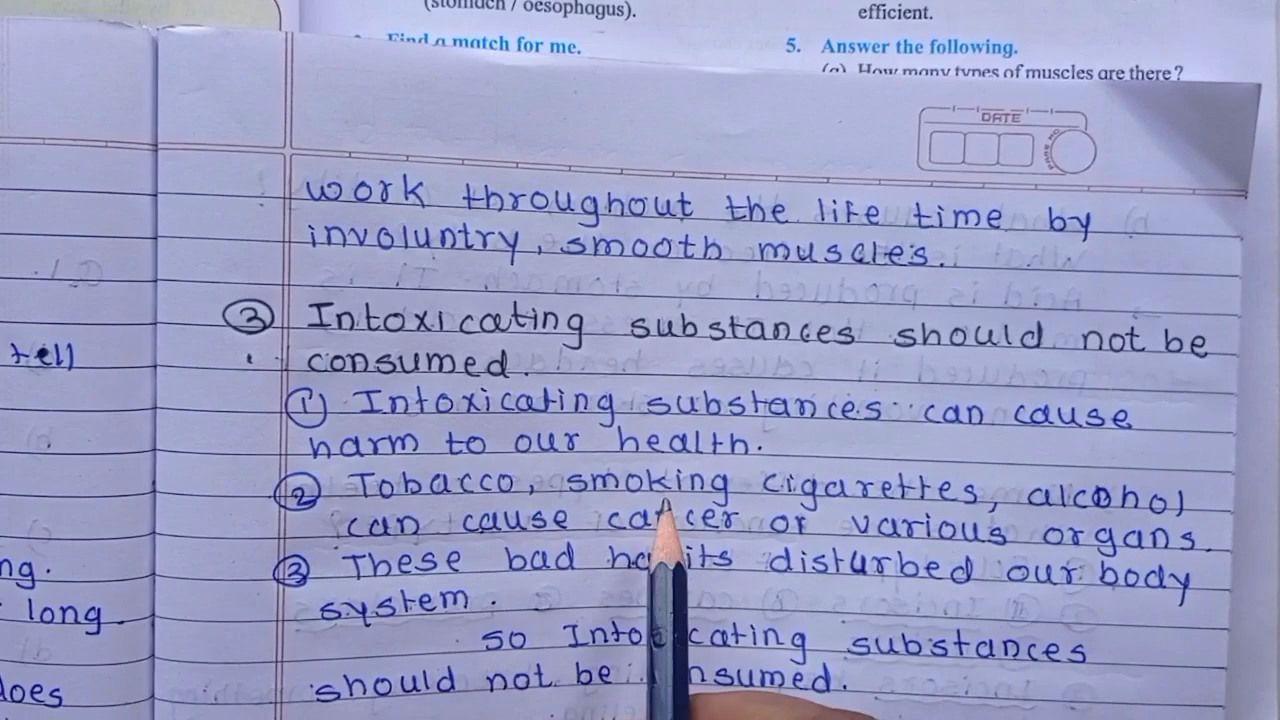 (stomach / oesophagus).
efficient.
Find a match for me.
5. Answer the following.
(a) How many types of muscles are there?
DATE
work throughout the life time by
involuntry, smooth muscles.
③ Intoxicating substances should not be
consumed.
① Intoxicating substances can cause
harm to our health.
② Tobacco, smoking cigarettes, alcohol
can cause cancer of various organs.
③ These bad habits disturbed our body
system.
so Intoxicating substances
should not be consumed.
tell
ng.
long
does